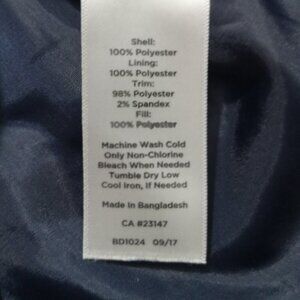 Shell:
100% Polyester
Lining:
100% Polyester
Trim:
98% Polyester
2% Spandex
Fill:
100% Polyester
Machine Wash Cold
Only Non-Chlorine
Bleach When Needed
Tumble Dry Low
Cool Iron, If Needed
Made in Bangladesh
CA #23147
BD1024 09/17